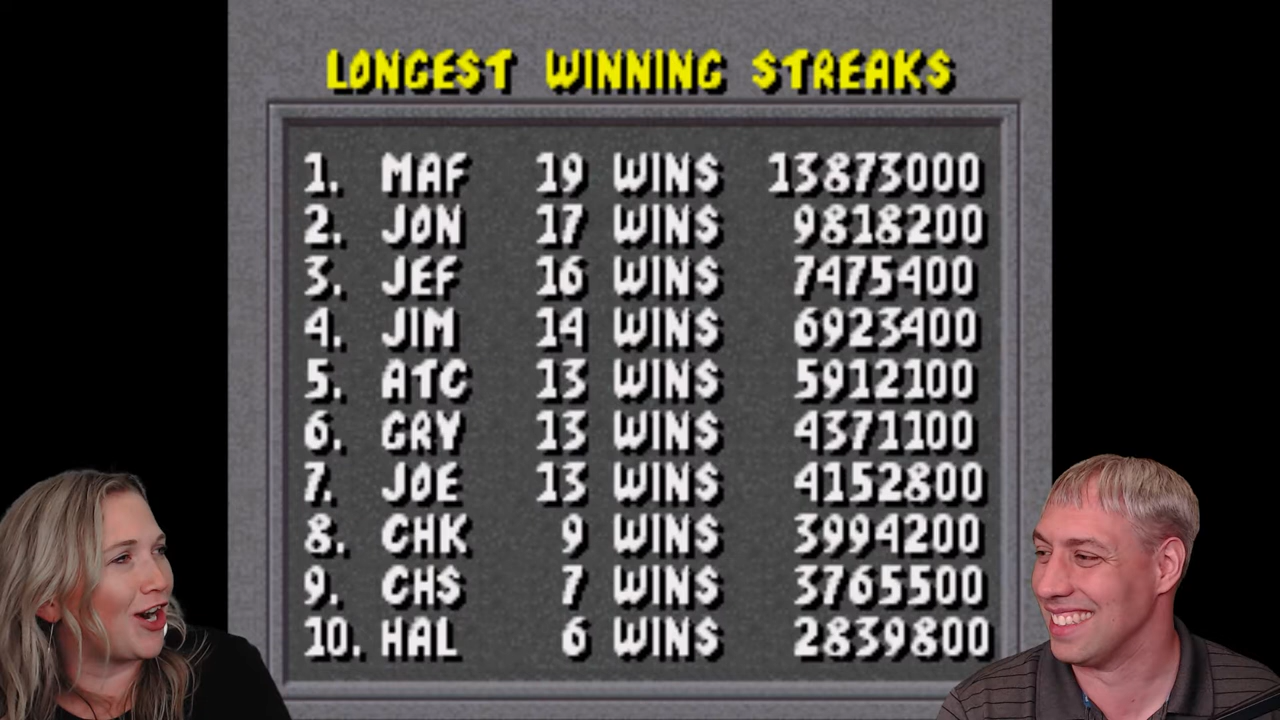 LONGEST WINNING STREAKS
1. MAF 19 WINS 13873000
2. JON 17 WINS 9818200
3. JEF 16 WINS 7475400
4. JIM 14 WINS 6923400
5. ATC 13 WINS 5912100
6. GRY 13 WINS 4371100
7. JOE 13 WINS 4152800
8. CHK 9 WINS 3994200
9. CHS 7 WINS 3765500
10. HAL 6 WINS 2839800